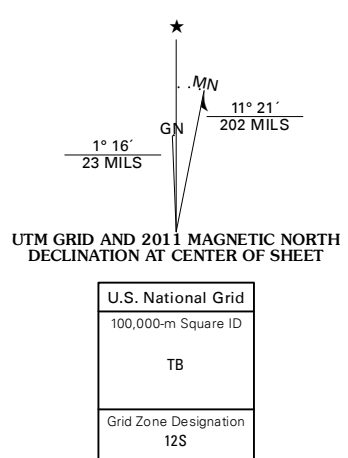 ★
MN
11° 21´
202 MILS
GN
1° 16´
23 MILS
UTM GRID AND 2011 MAGNETIC NORTH
DECLINATION AT CENTER OF SHEET
U.S. National Grid
100,000-m Square ID
TB
Grid Zone Designation
12S